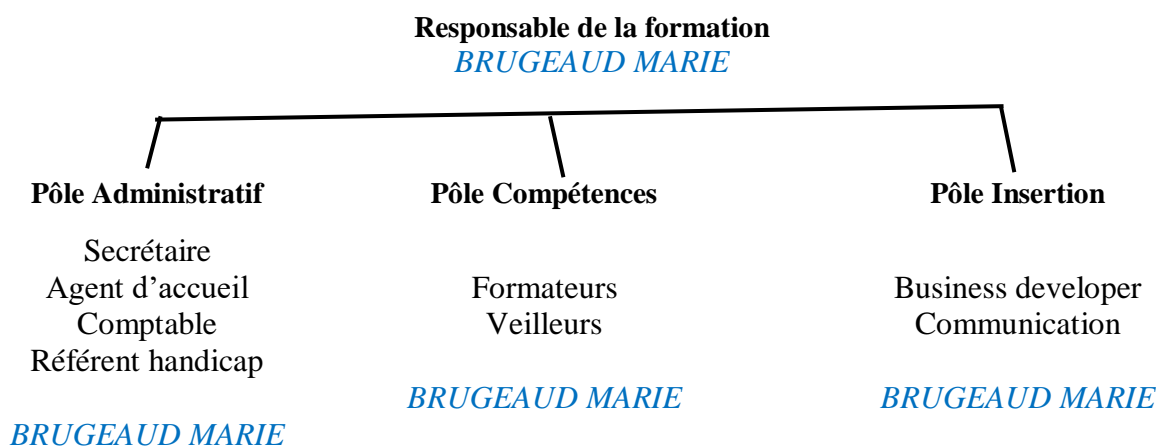 Responsable de la formation
BRUGEAUD MARIE
Pôle Administratif
Secrétaire
Agent d’accueil
Comptable
Référent handicap
BRUGEAUD MARIE
Pôle Compétences
Formateurs
Veilleurs
BRUGEAUD MARIE
Pôle Insertion
Business developer
Communication
BRUGEAUD MARIE